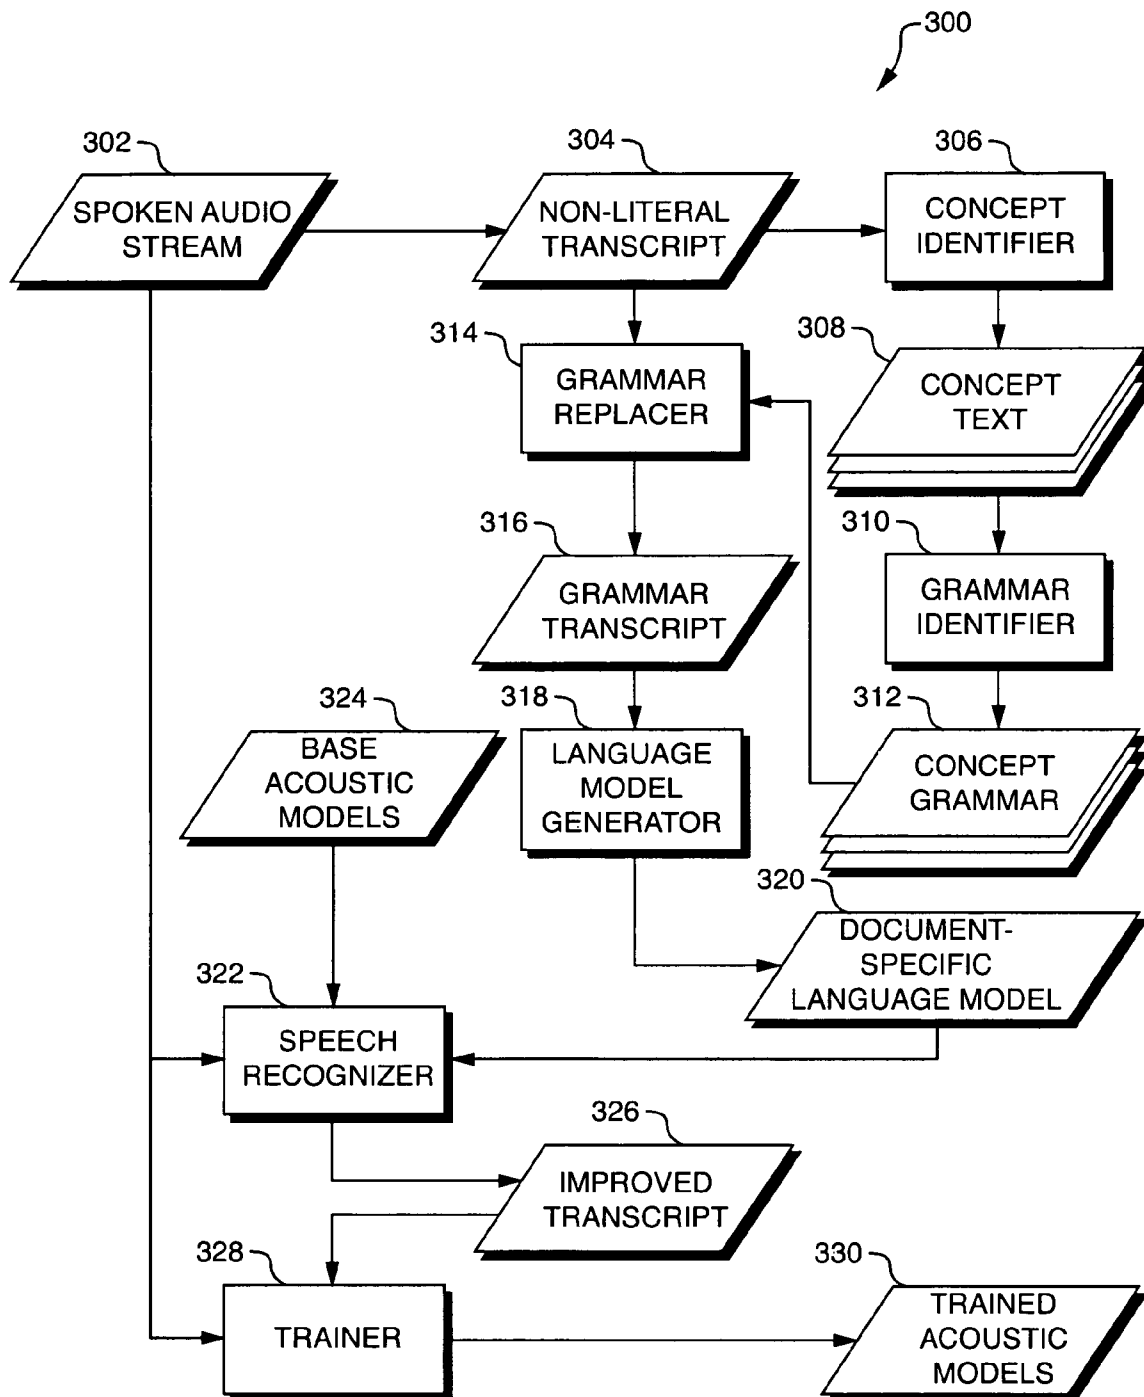 300
302
SPOKEN AUDIO
STREAM
304
NON-LITERAL
TRANSCRIPT
306
CONCEPT
IDENTIFIER
314
GRAMMAR
REPLACER
308
CONCEPT
TEXT
316
GRAMMAR
TRANSCRIPT
310
GRAMMAR
IDENTIFIER
324
BASE
ACOUSTIC
MODELS
318
LANGUAGE
MODEL
GENERATOR
312
CONCEPT
GRAMMAR
320
DOCUMENT-
SPECIFIC
LANGUAGE MODEL
322
SPEECH
RECOGNIZER
326
IMPROVED
TRANSCRIPT
328
TRAINER
330
TRAINED
ACOUSTIC
MODELS